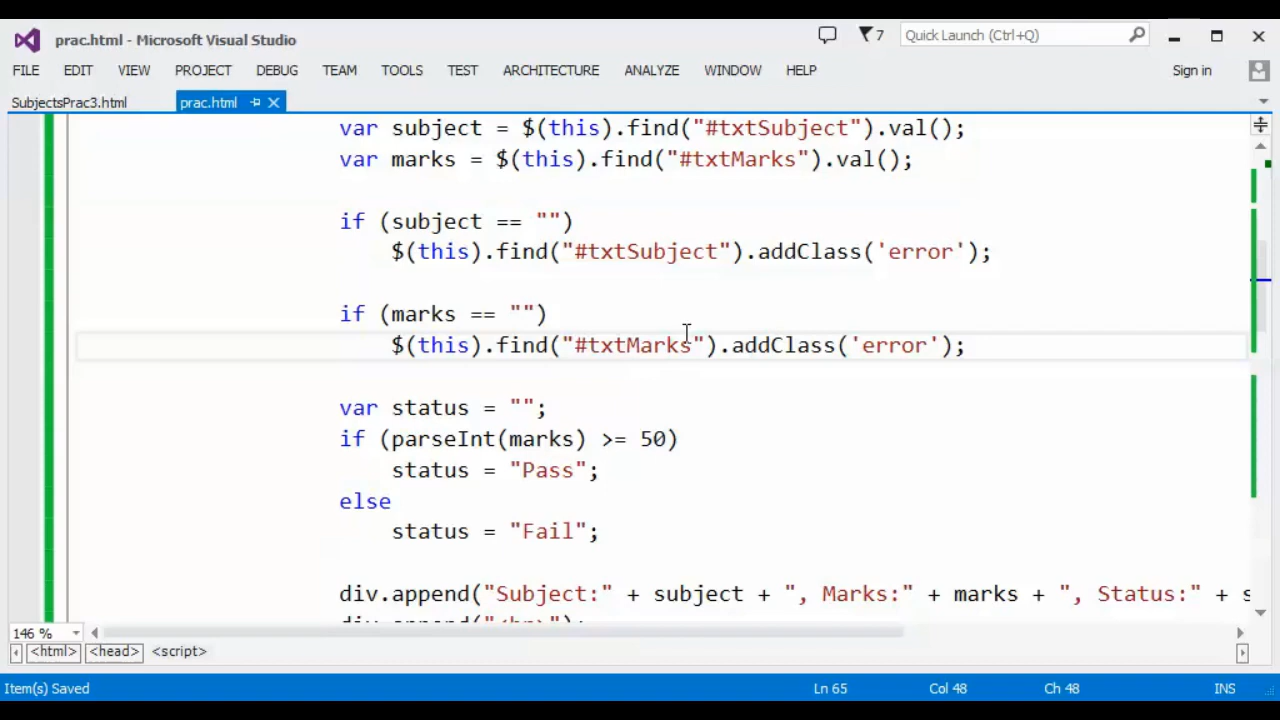 prac.html - Microsoft Visual Studio
7
Quick Launch (Ctrl+Q)
FILE EDIT VIEW PROJECT DEBUG TEAM TOOLS TEST ARCHITECTURE ANALYZE WINDOW HELP
Sign in
SubjectsPrac3.html prac.html
var subject = $(this).find("#txtSubject").val();
var marks = $(this).find("#txtMarks").val();
if (subject == "")
$(this).find("#txtSubject").addClass('error');
if (marks == "")
$(this).find("#txtMarks").addClass('error');
var status = "";
if (parseInt(marks) >= 50)
status = "Pass";
else
status = "Fail";
div.append("Subject:" + subject + ", Marks:" + marks + ", Status:" + s
146 %
<html> <head> <script>
Item(s) Saved Ln 65 Col 48 Ch 48 INS